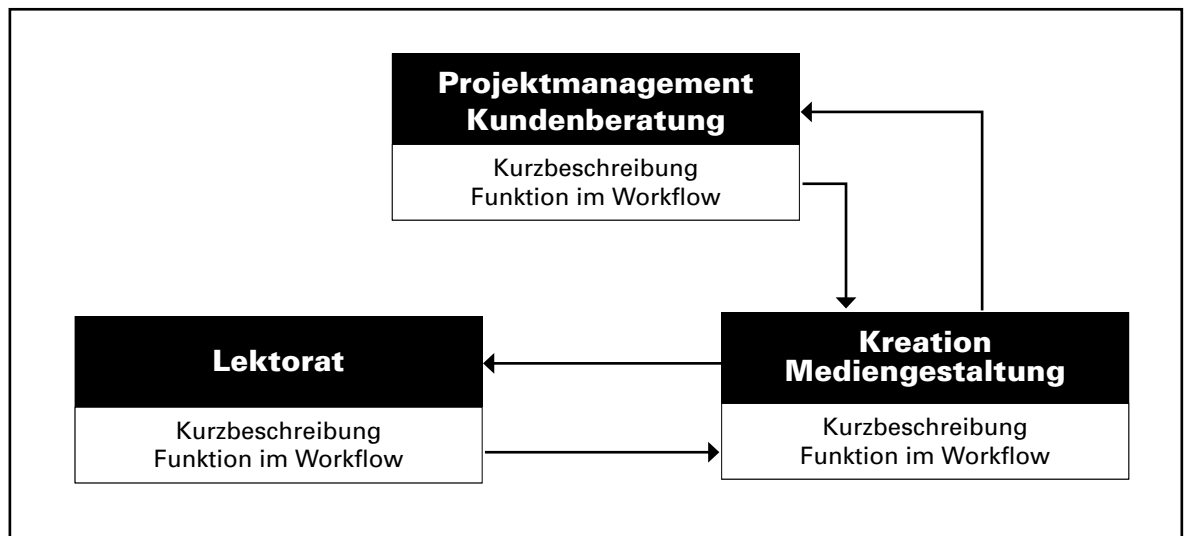 Projektmanagement
Kundenberatung
Kurzbeschreibung
Funktion im Workflow
Lektorat
Kurzbeschreibung
Funktion im Workflow
Kreation
Mediengestaltung
Kurzbeschreibung
Funktion im Workflow